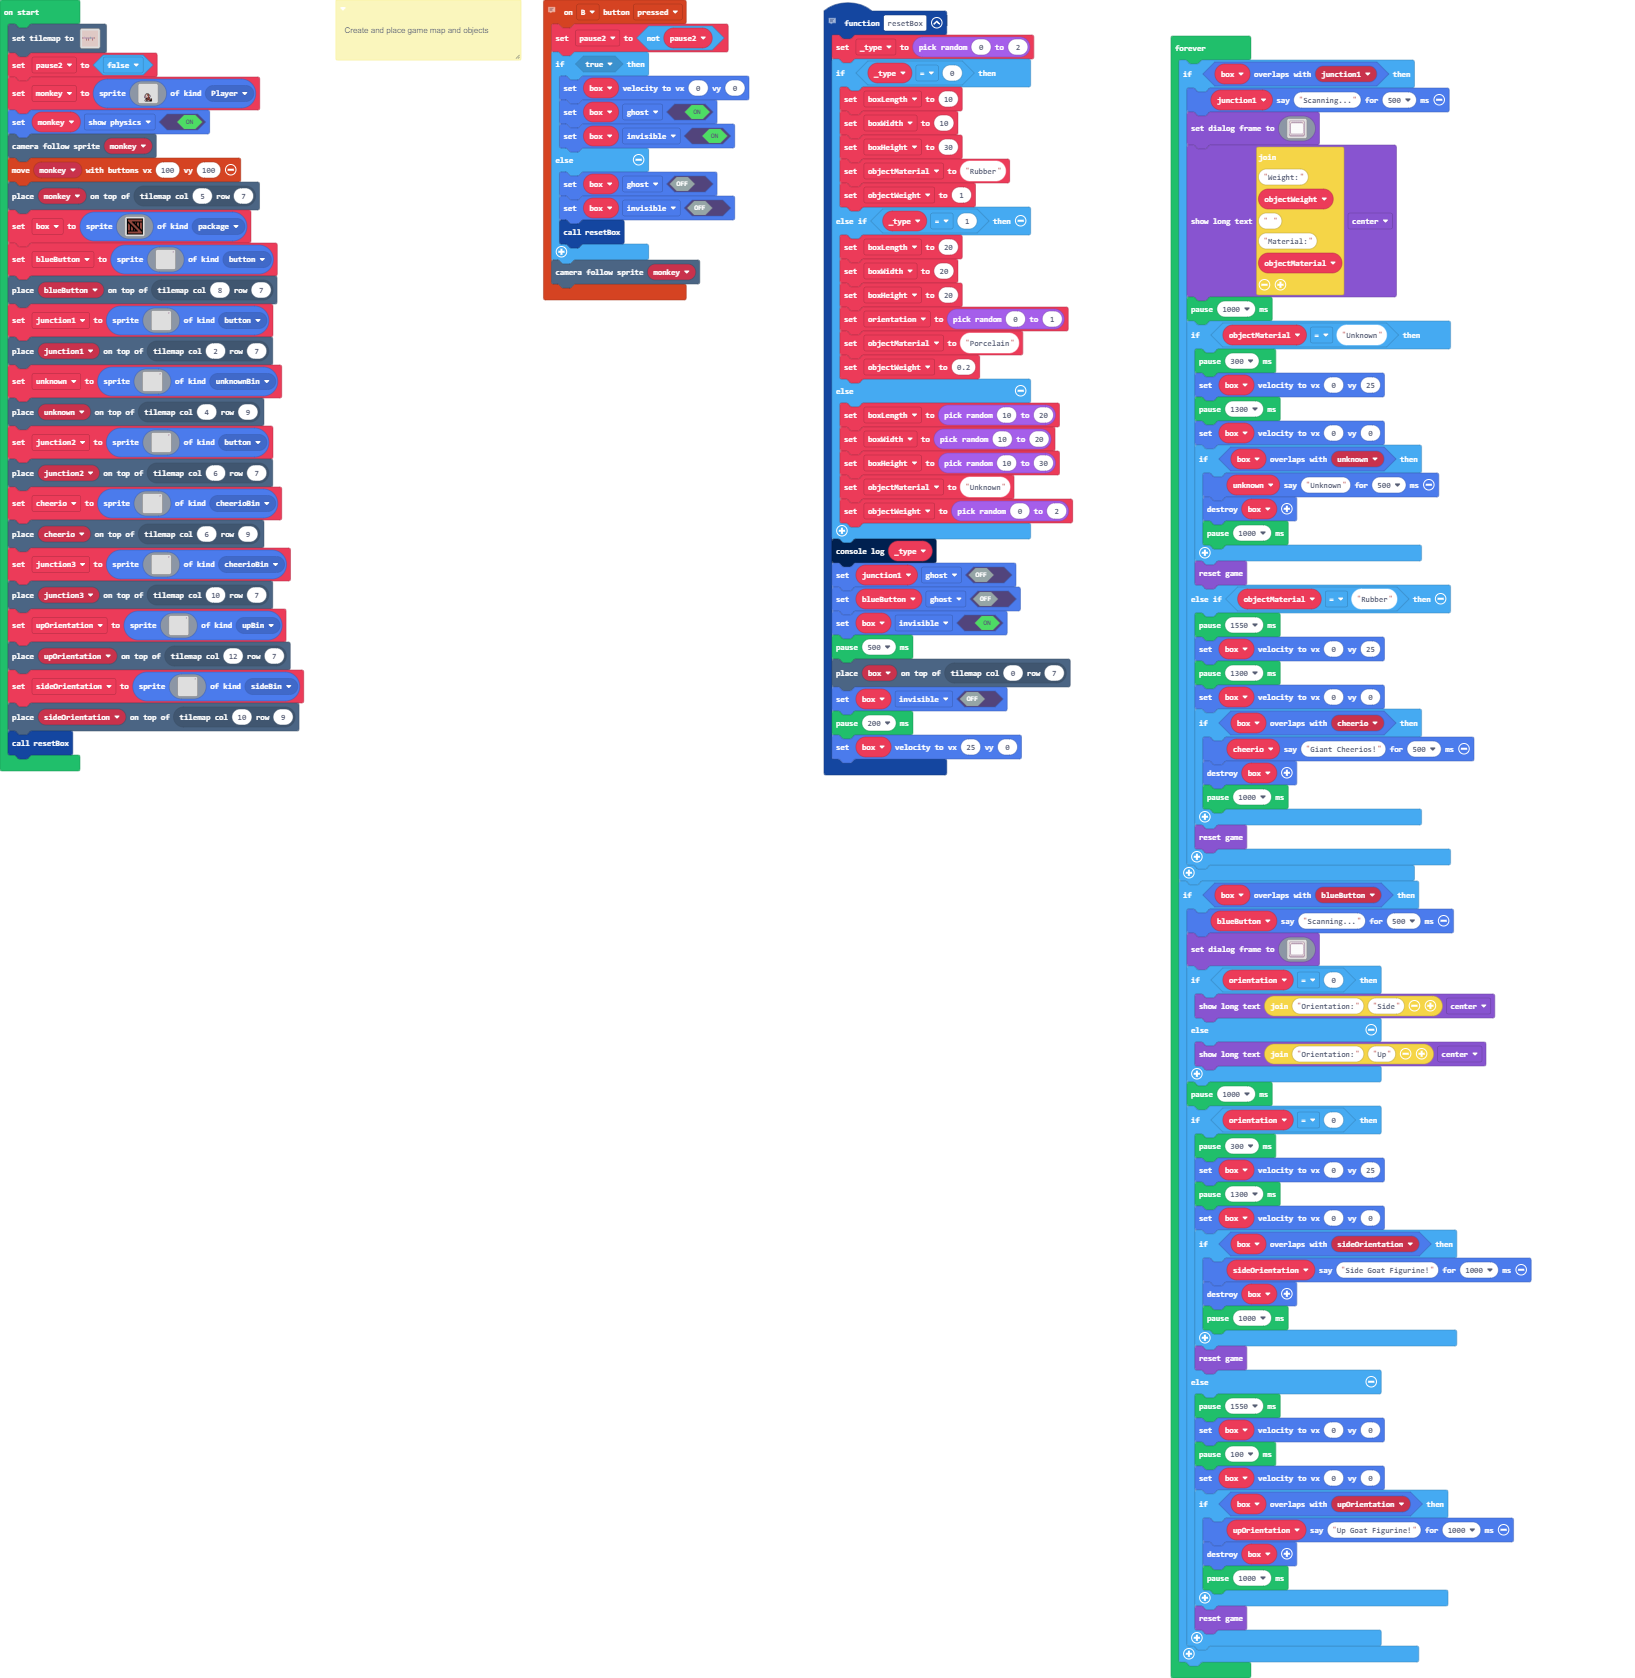 on start
set tilemap to
set pause2 to false
set monkey to sprite of kind Player
set monkey show physics ON
camera follow sprite monkey
move monkey with buttons vx 100 vy 100
place monkey on top of tilemap col 5 row 7
set box to sprite of kind package
set blueButton to sprite of kind button
place blueButton on top of tilemap col 8 row 7
set junction1 to sprite of kind button
place junction1 on top of tilemap col 2 row 7
set unknown to sprite of kind unknownBin
place unknown on top of tilemap col 4 row 9
set junction2 to sprite of kind button
place junction2 on top of tilemap col 6 row 7
set cheerio to sprite of kind cheerioBin
place cheerio on top of tilemap col 6 row 9
set junction3 to sprite of kind cheerioBin
place junction3 on top of tilemap col 10 row 7
set upOrientation to sprite of kind upBin
place upOrientation on top of tilemap col 12 row 7
set sideOrientation to sprite of kind sideBin
place sideOrientation on top of tilemap col 10 row 9
call resetBox
Create and place game map and objects
on B button pressed
set pause2 to not pause2
if true then
set box velocity to vx 0 vy 0
set box ghost ON
set box invisible ON
else
set box ghost OFF
set box invisible OFF
call resetBox
camera follow sprite monkey
function resetBox
set _type to pick random 0 to 2
if _type = 0 then
set boxLength to 10
set boxWidth to 10
set boxHeight to 30
set objectMaterial to "Rubber"
set objectWeight to 1
else if _type = 1 then
set boxLength to 20
set boxWidth to 20
set boxHeight to 20
set orientation to pick random 0 to 1
set objectMaterial to "Porcelain"
set objectWeight to 0.2
else
set boxLength to pick random 10 to 20
set boxWidth to pick random 10 to 20
set boxHeight to pick random 10 to 30
set objectMaterial to "Unknown"
set objectWeight to pick random 0 to 2
console log _type
set junction1 ghost OFF
set blueButton ghost OFF
set box invisible ON
pause 500 ms
place box on top of tilemap col 0 row 7
set box invisible OFF
pause 200 ms
set box velocity to vx 25 vy 0
forever
if box overlaps with junction1 then
junction1 say "Scanning..." for 500 ms
set dialog frame to
join
"Weight:"
objectWeight
show long text " " center
"Material:"
objectMaterial
pause 1000 ms
if objectMaterial = "Unknown" then
pause 300 ms
set box velocity to vx 0 vy 25
pause 1300 ms
set box velocity to vx 0 vy 0
if box overlaps with unknown then
unknown say "Unknown" for 500 ms
destroy box
pause 1000 ms
reset game
else if objectMaterial = "Rubber" then
pause 1550 ms
set box velocity to vx 0 vy 25
pause 1300 ms
set box velocity to vx 0 vy 0
if box overlaps with cheerio then
cheerio say "Giant Cheerios!" for 500 ms
destroy box
pause 1000 ms
reset game
if box overlaps with blueButton then
blueButton say "Scanning..." for 500 ms
set dialog frame to
if orientation = 0 then
show long text join "Orientation:" "Side" center
else
show long text join "Orientation:" "Up" center
pause 1000 ms
if orientation = 0 then
pause 300 ms
set box velocity to vx 0 vy 25
pause 1300 ms
set box velocity to vx 0 vy 0
if box overlaps with sideOrientation then
sideOrientation say "Side Goat Figurine!" for 1000 ms
destroy box
pause 1000 ms
reset game
else
pause 1550 ms
set box velocity to vx 0 vy 0
pause 100 ms
set box velocity to vx 0 vy 0
if box overlaps with upOrientation then
upOrientation say "Up Goat Figurine!" for 1000 ms
destroy box
pause 1000 ms
reset game